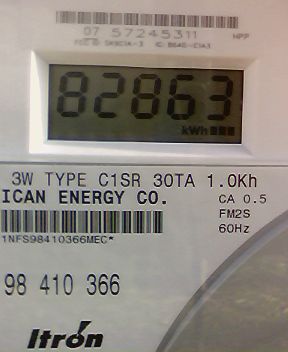 07 57245311 HPP
82863
kWh
3W TYPE C1SR 30TA 1.0Kh
ICAN ENERGY CO. CA 0.5
FM2S
60Hz
1NFS98410366MEC*
98 410 366
Itron